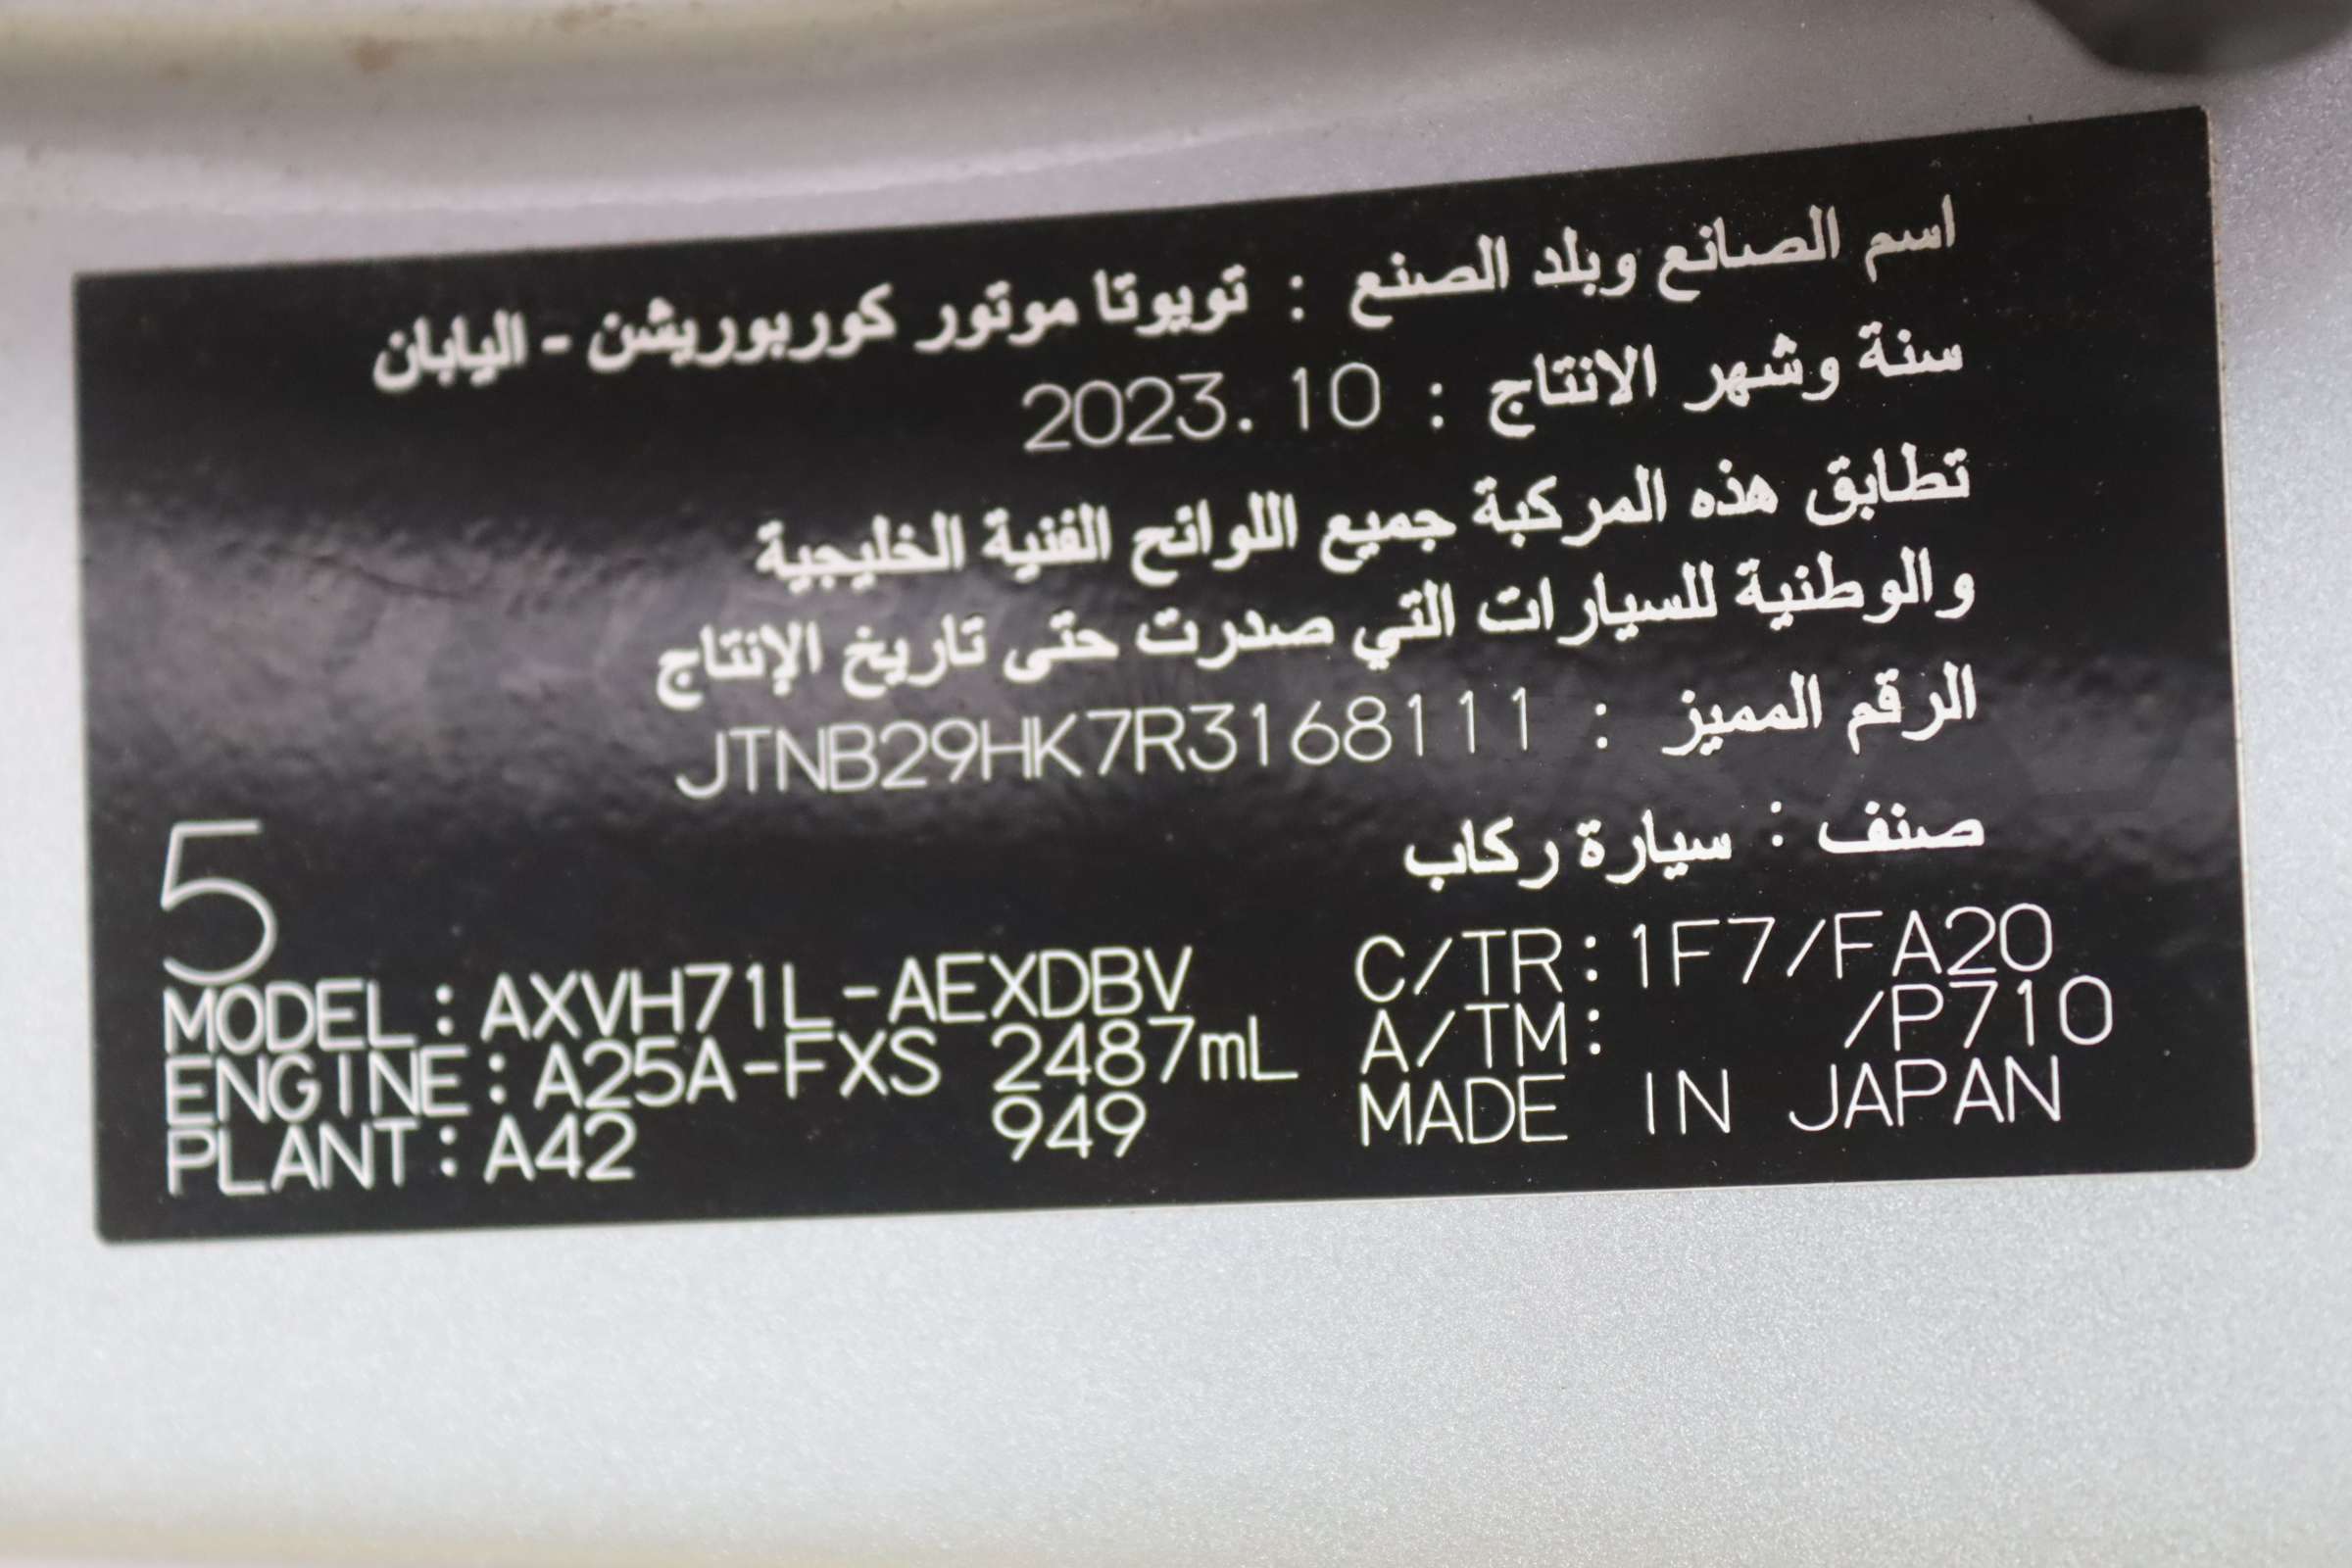 اسم الصانع وبلد الصنع : تويوتا موتور كوربوريشن - اليابان
سنة وشهر الانتاج : 2023.10
تطابق هذه المركبة جميع اللوائح الفنية الخليجية
والوطنية للسيارات التي صدرت حتى تاريخ الإنتاج
الرقم المميز : JTNB29HK7R3168111
صنف : سيارة ركاب
5
MODEL: AXVH71L-AEXDBV C/TR: 1F7/FA20
ENGINE: A25A-FXS 2487mL A/TM: /P710
PLANT: A42 949 MADE IN JAPAN